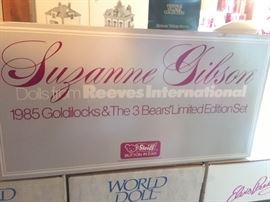 Suzanne Gibson
Dolls from Reeves International
1985 Goldilocks & The 3 Bears' Limited Edition Set
Steiff
BUTTON IN EAR
WORLD
DOLL